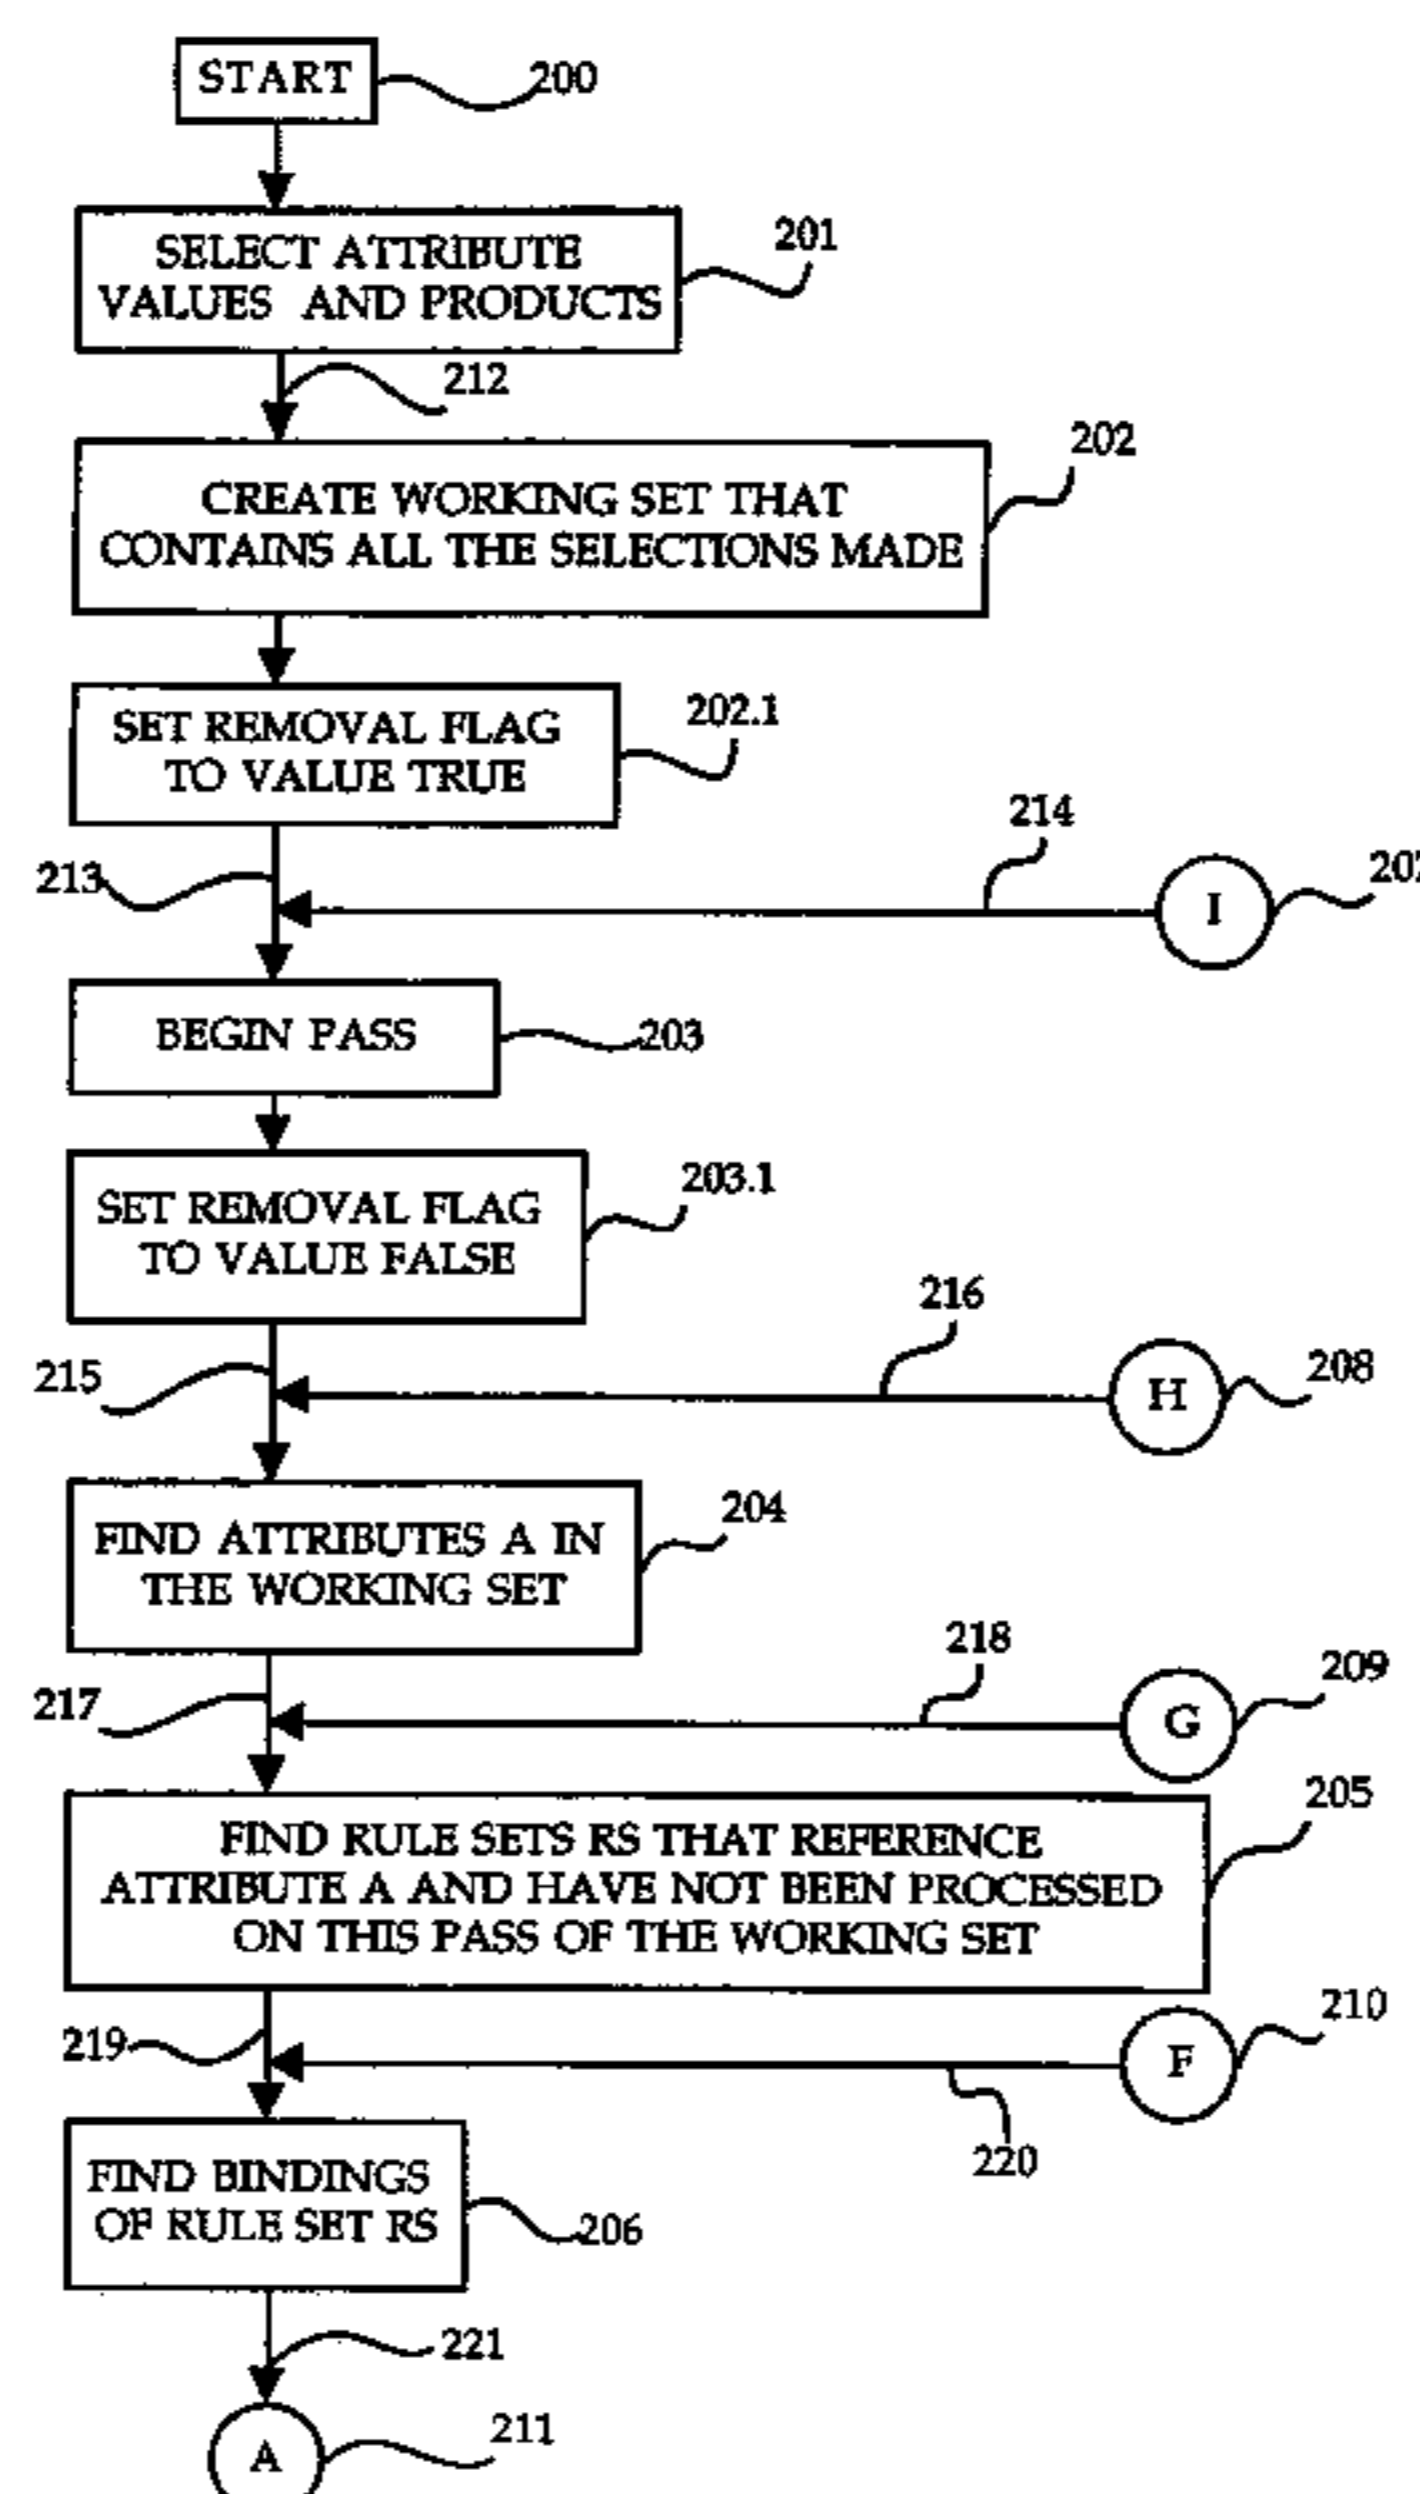 START
200
SELECT ATTRIBUTE
VALUES AND PRODUCTS
201
212
CREATE WORKING SET THAT
CONTAINS ALL THE SELECTIONS MADE
202
SET REMOVAL FLAG
TO VALUE TRUE
202.1
214
213
I
BEGIN PASS
203
SET REMOVAL FLAG
TO VALUE FALSE
203.1
216
215
H
208
FIND ATTRIBUTES A IN
THE WORKING SET
204
218
217
G
209
FIND RULE SETS RS THAT REFERENCE
ATTRIBUTE A AND HAVE NOT BEEN PROCESSED
ON THIS PASS OF THE WORKING SET
205
219
F
210
220
FIND BINDINGS
OF RULE SET RS
206
221
A
211